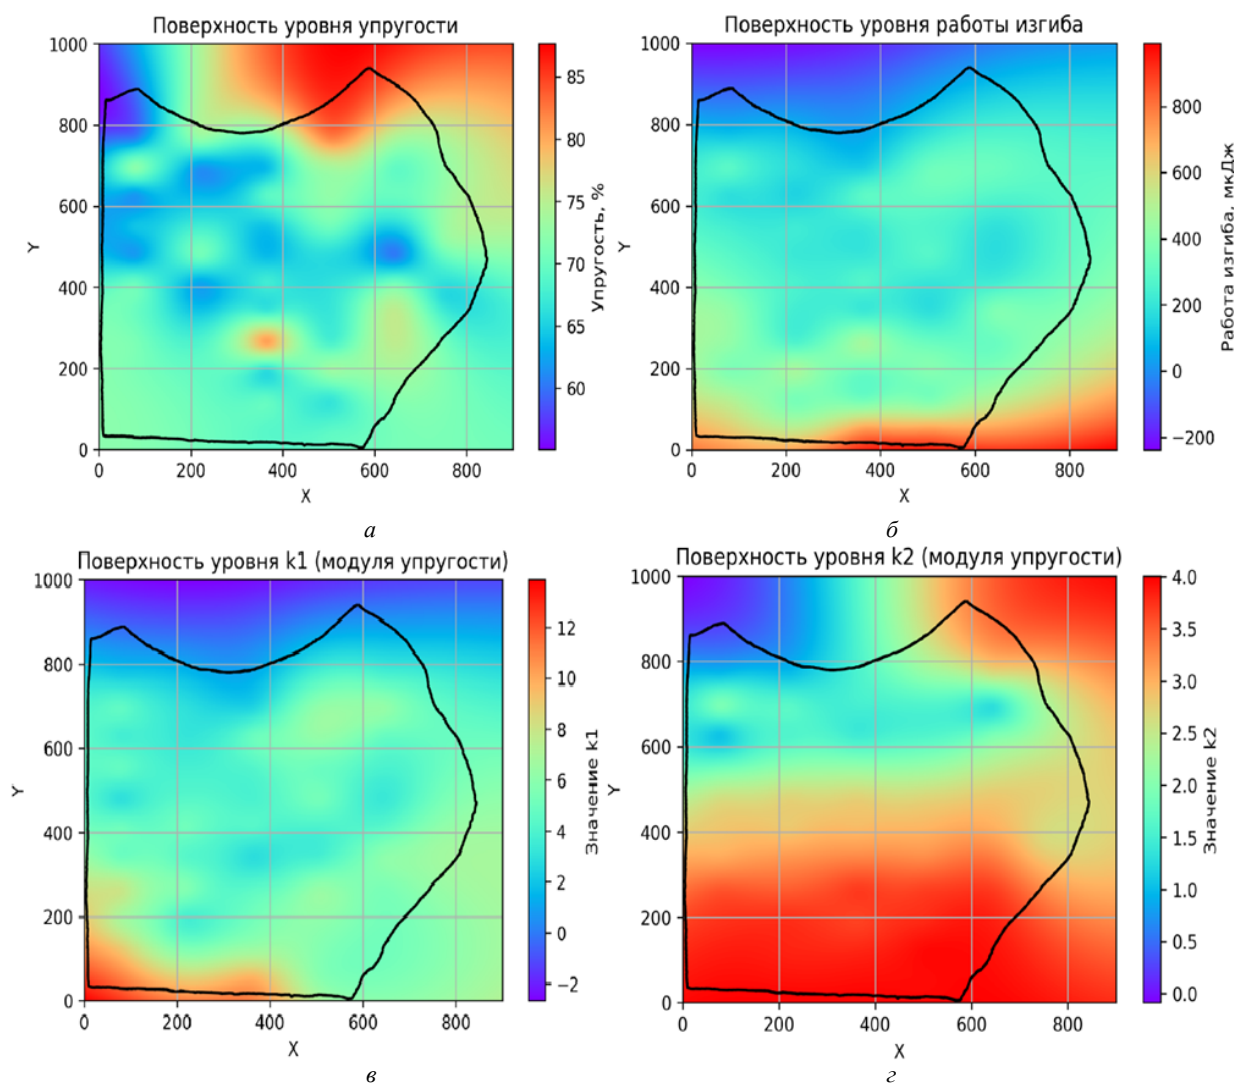 Поверхность уровня упругости
1000
800
600
400
200
0
Y
0 200 400 600 800
X
85
80
75
70
65
60
Упругость, %
а
Поверхность уровня работы изгиба
1000
800
600
400
200
0
Y
0 200 400 600 800
X
800
600
400
200
0
−200
Работа изгиба, мкДж
б
Поверхность уровня k1 (модуля упругости)
1000
800
600
400
200
0
Y
0 200 400 600 800
X
12
10
8
6
4
2
0
−2
Значение k1
в
Поверхность уровня k2 (модуля упругости)
1000
800
600
400
200
0
Y
0 200 400 600 800
X
4.0
3.5
3.0
2.5
2.0
1.5
1.0
0.5
0.0
Значение k2
г